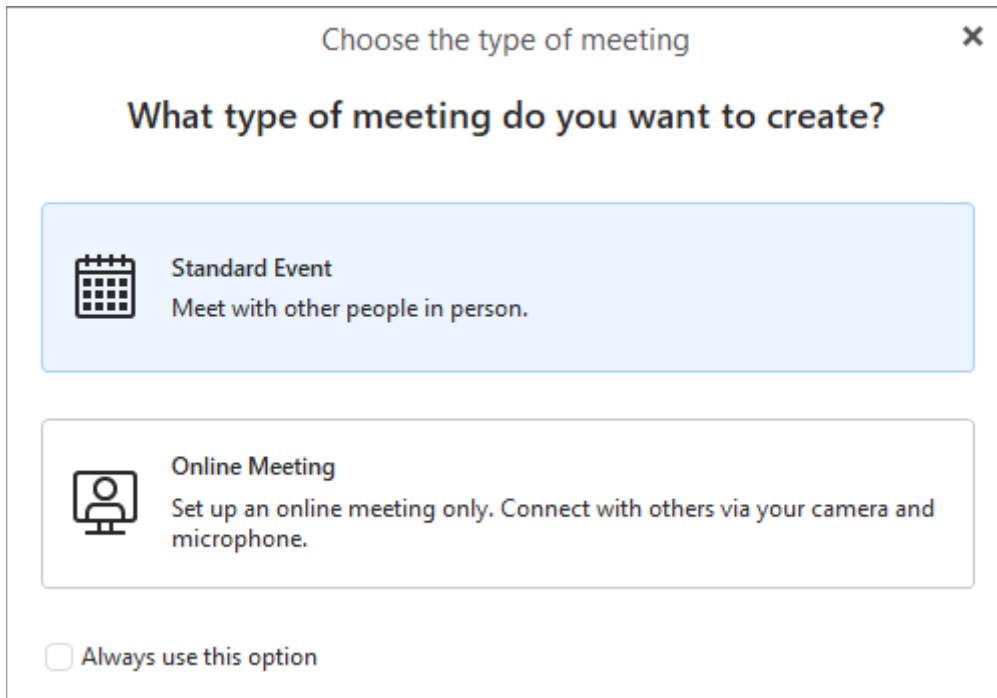 Choose the type of meeting
What type of meeting do you want to create?
Standard Event
Meet with other people in person.
Online Meeting
Set up an online meeting only. Connect with others via your camera and
microphone.
Always use this option